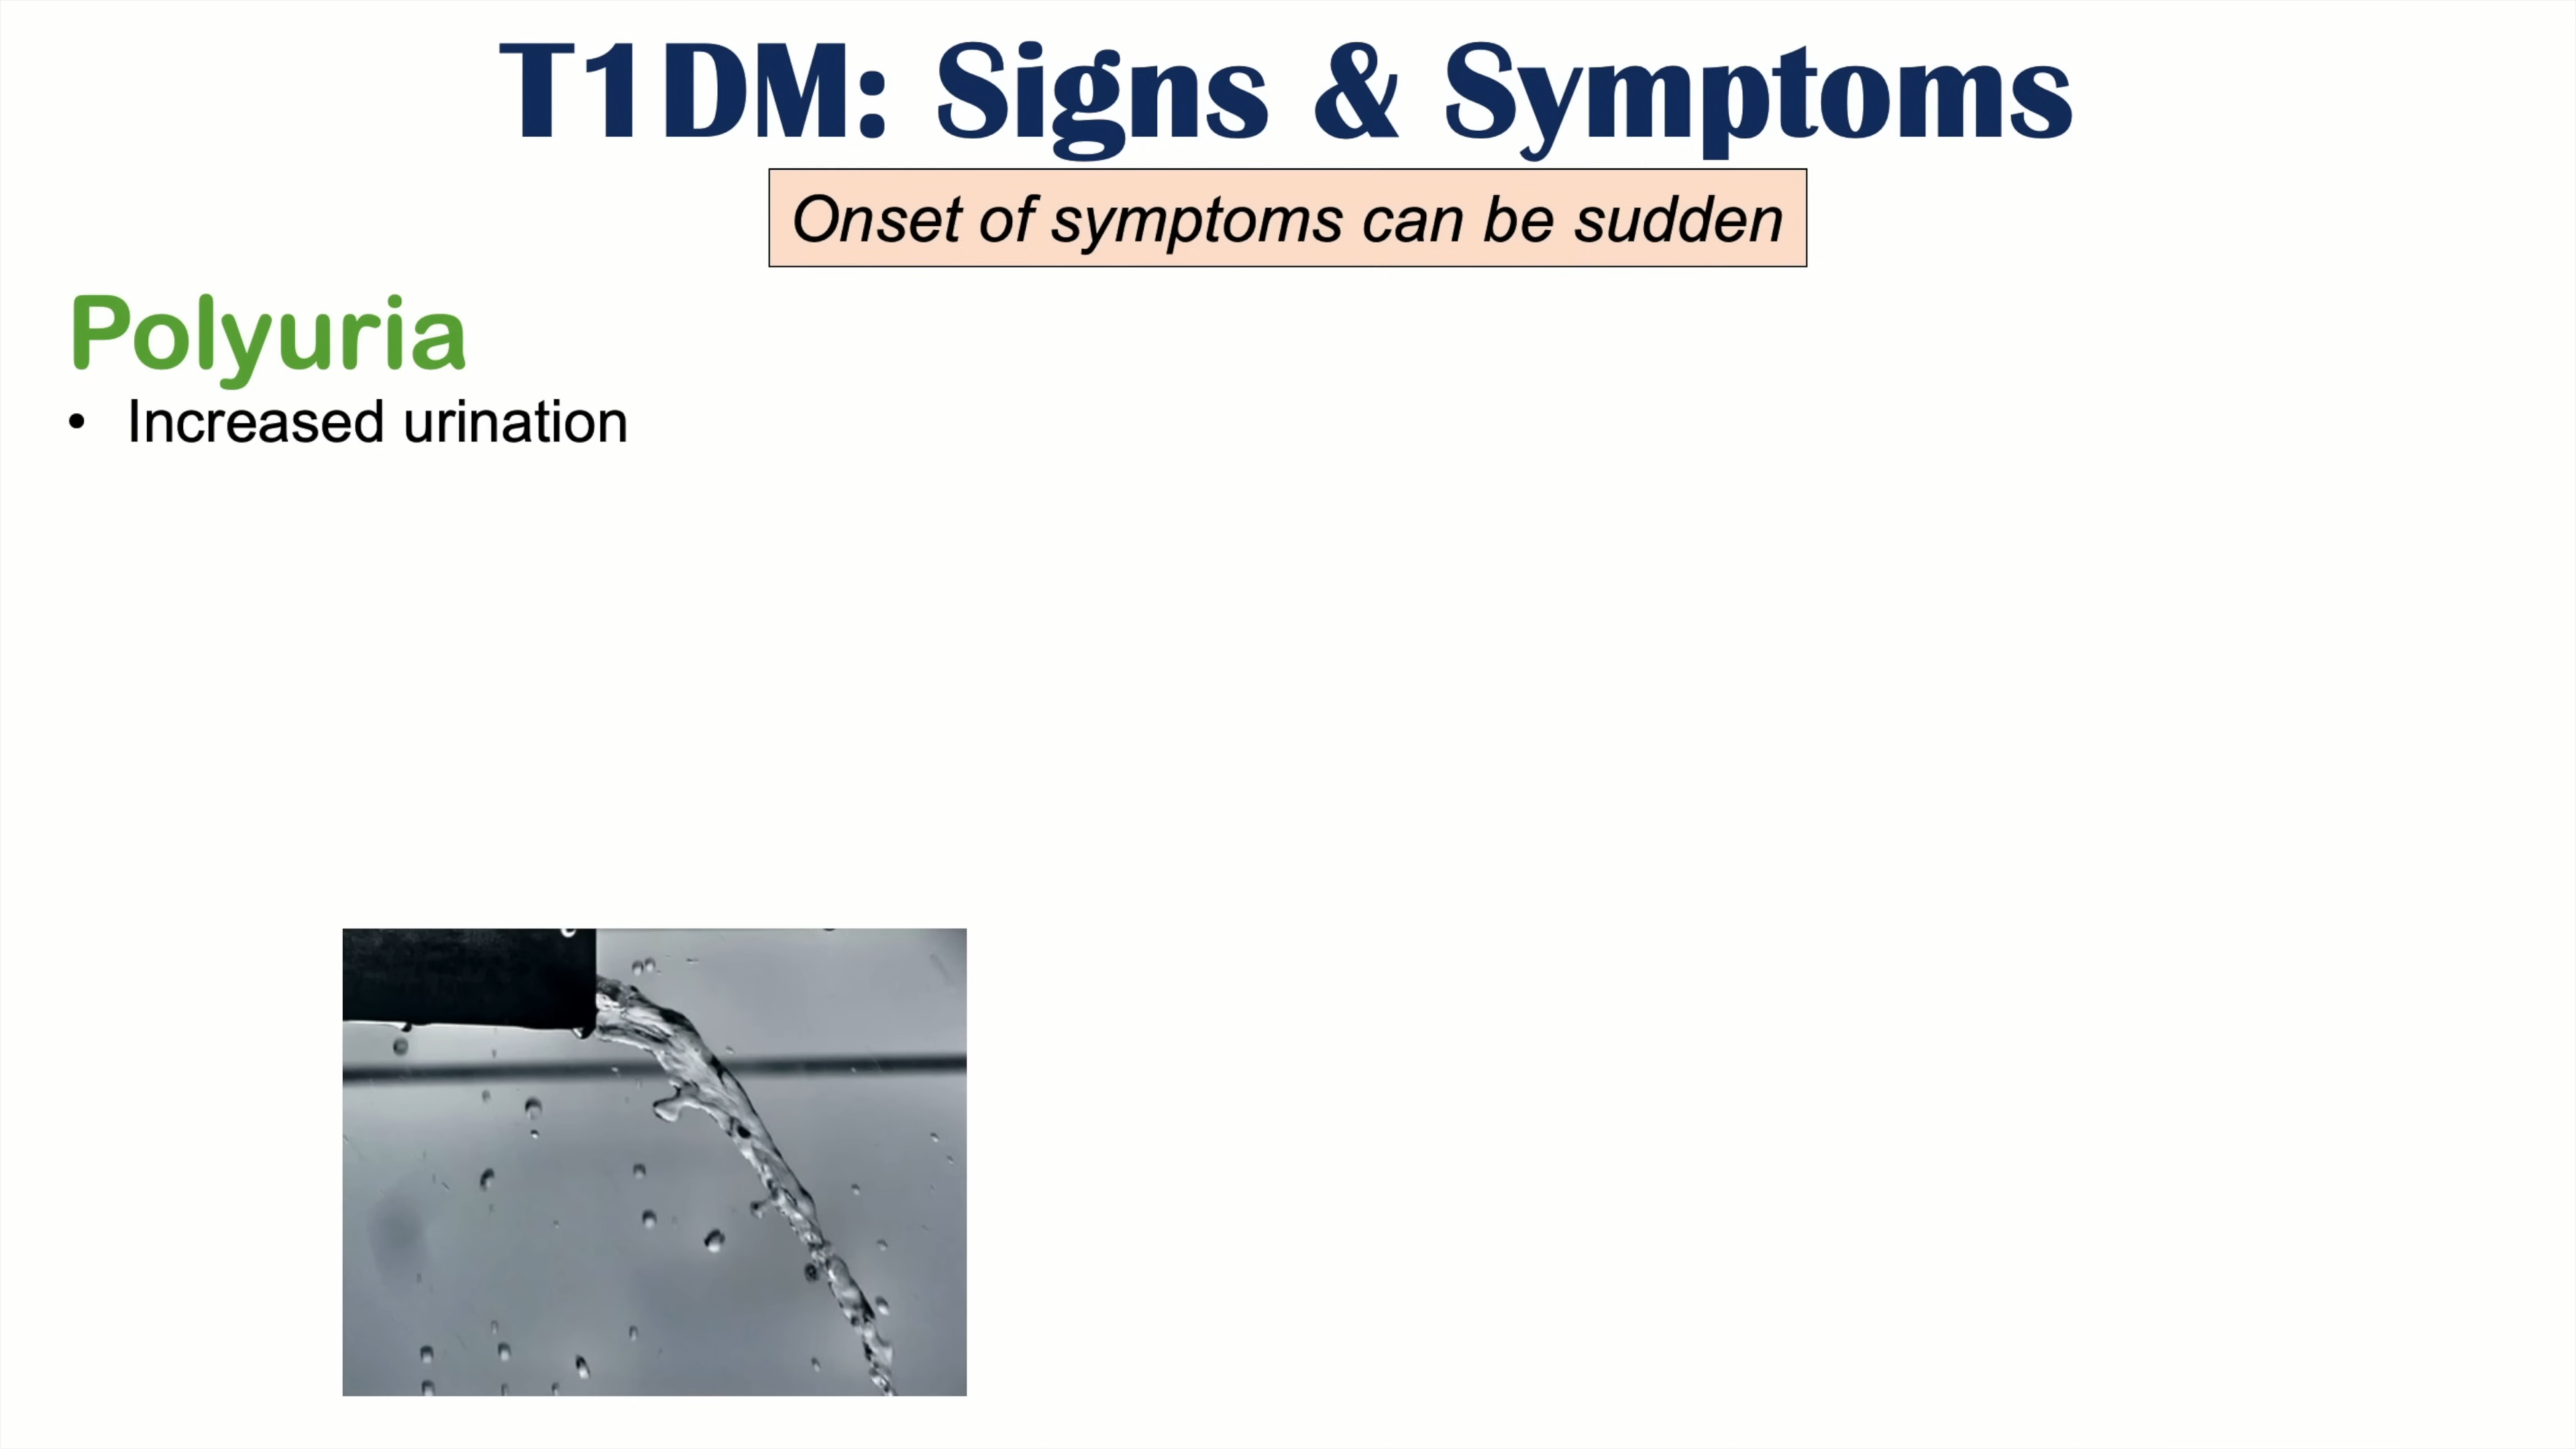 T1DM: Signs & Symptoms
Onset of symptoms can be sudden
Polyuria
• Increased urination